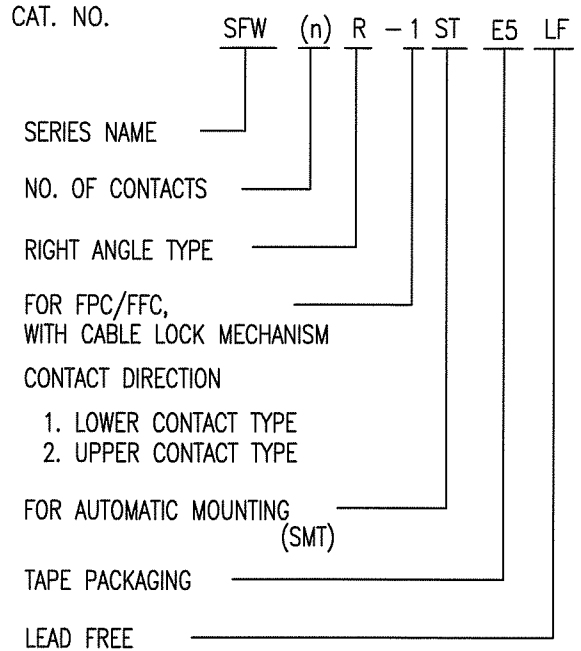 CAT. NO. SFW (n) R - 1 ST E5 LF
SERIES NAME
NO. OF CONTACTS
RIGHT ANGLE TYPE
FOR FPC/FFC,
WITH CABLE LOCK MECHANISM
CONTACT DIRECTION
1. LOWER CONTACT TYPE
2. UPPER CONTACT TYPE
FOR AUTOMATIC MOUNTING
(SMT)
TAPE PACKAGING
LEAD FREE